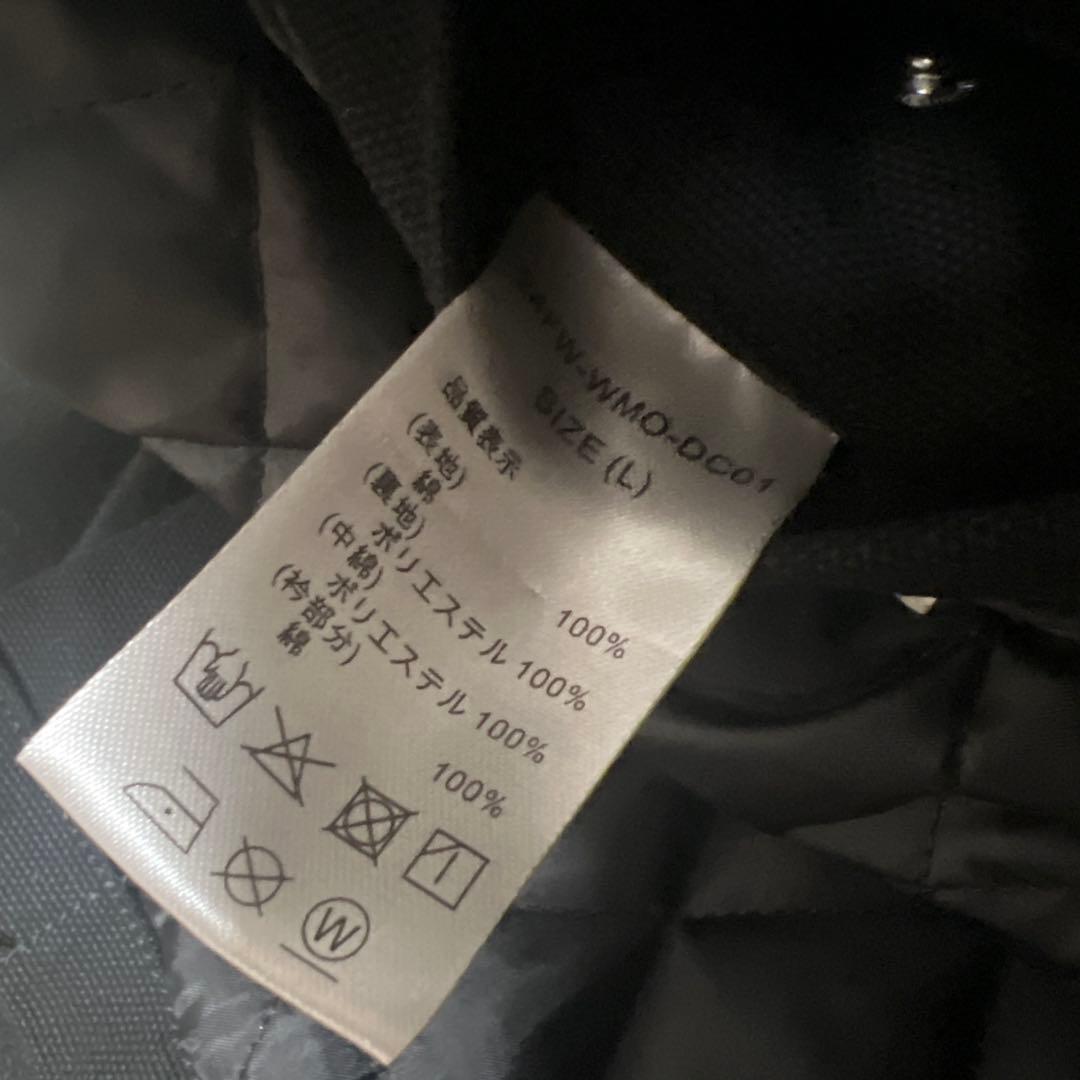 4FW-WMO-DC01
SIZE (L)
品質表示
(表地)
綿 100%
(裏地)
ポリエステル 100%
(中綿)
ポリエステル 100%
(衿部分)
綿 100%
W